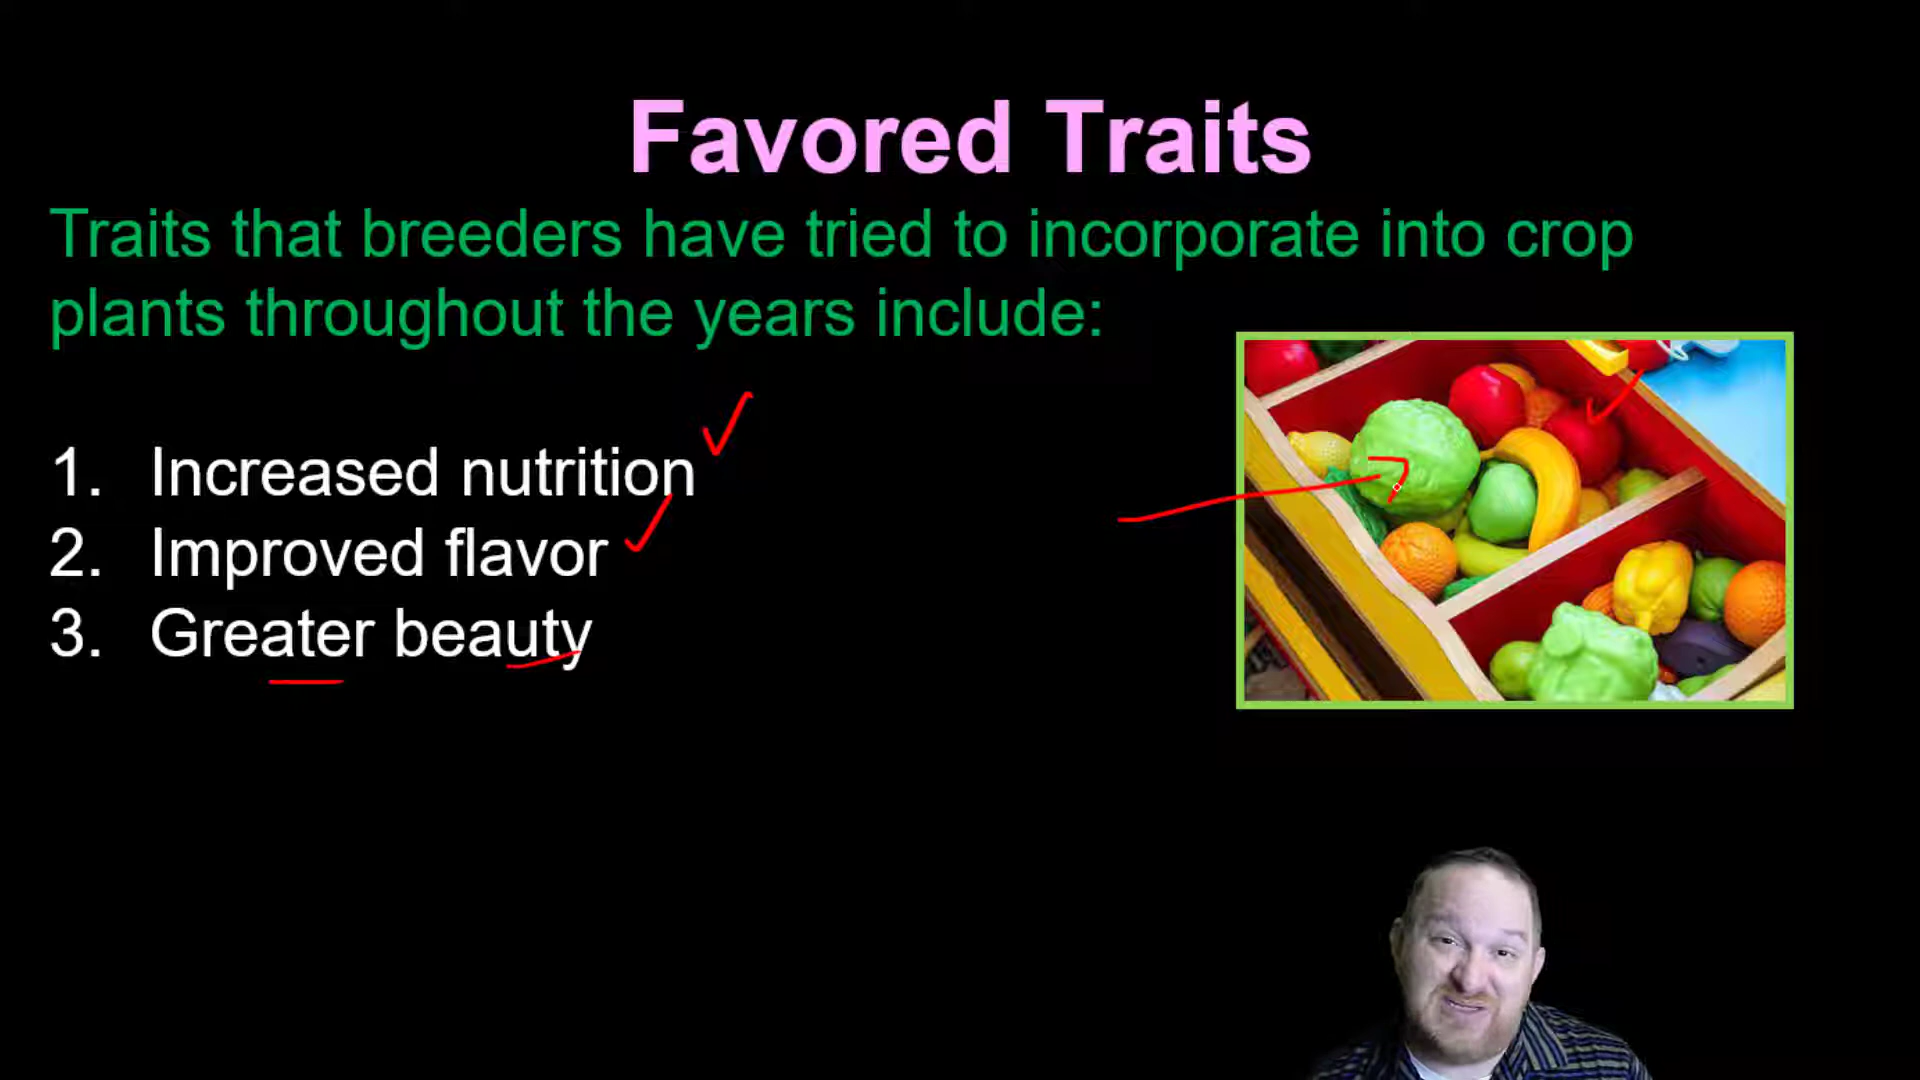 Favored Traits
Traits that breeders have tried to incorporate into crop
plants throughout the years include:
1. Increased nutrition
2. Improved flavor
3. Greater beauty